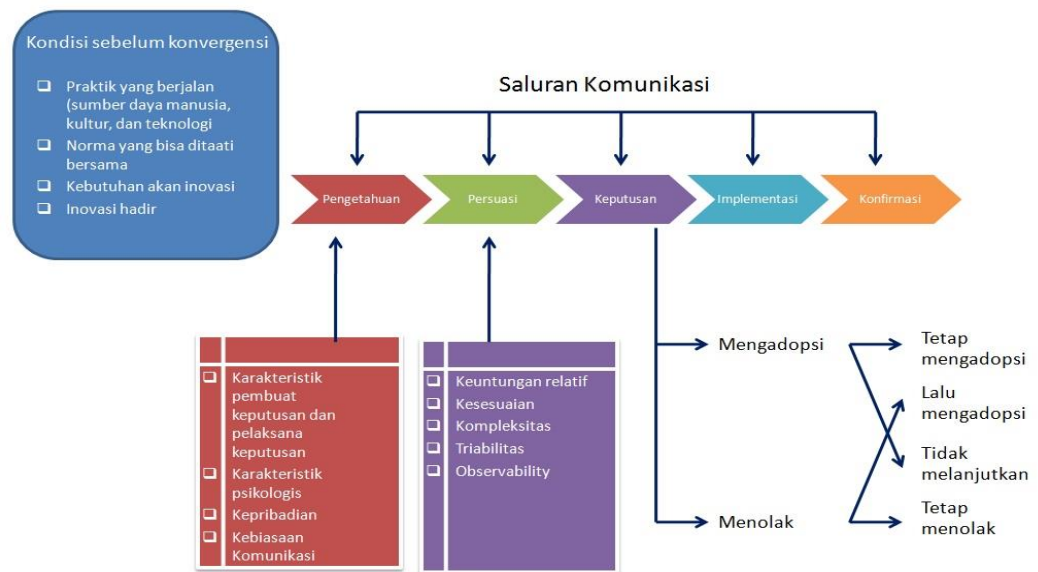 Kondisi sebelum konvergensi
Praktik yang berjalan
(sumber daya manusia,
kultur, dan teknologi
Norma yang bisa ditaati
bersama
Kebutuhan akan inovasi
Inovasi hadir
Saluran Komunikasi
Pengetahuan
Persuasi
Keputusan
Implementasi
Konfirmasi
Karakteristik
pembuat
keputusan dan
pelaksana
keputusan
Karakteristik
psikologis
Kepribadian
Kebiasaan
Komunikasi
Keuntungan relatif
Kesesuaian
Kompleksitas
Triabilitas
Observability
Mengadopsi
Menolak
Tetap
mengadopsi
Lalu
mengadopsi
Tidak
melanjutkan
Tetap
menolak